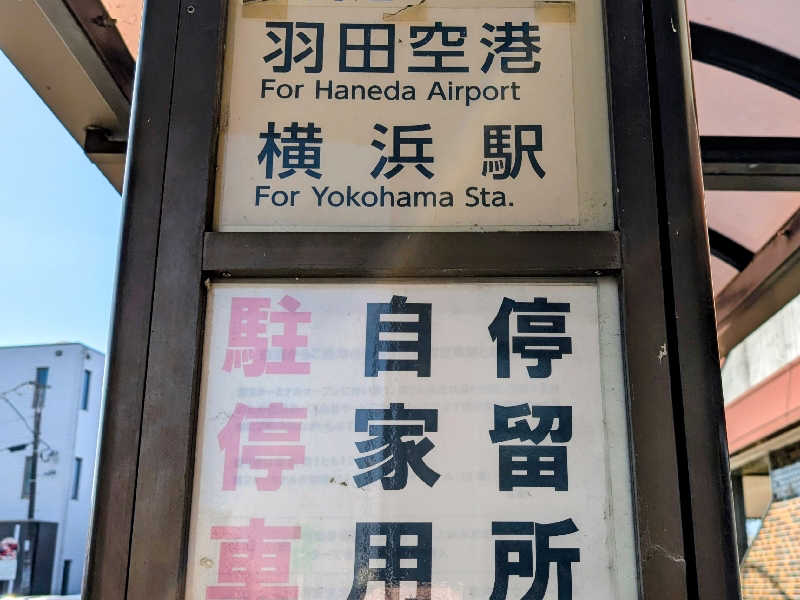 羽田空港
For Haneda Airport
横浜駅
For Yokohama Sta.
停留所
自家用
駐停車